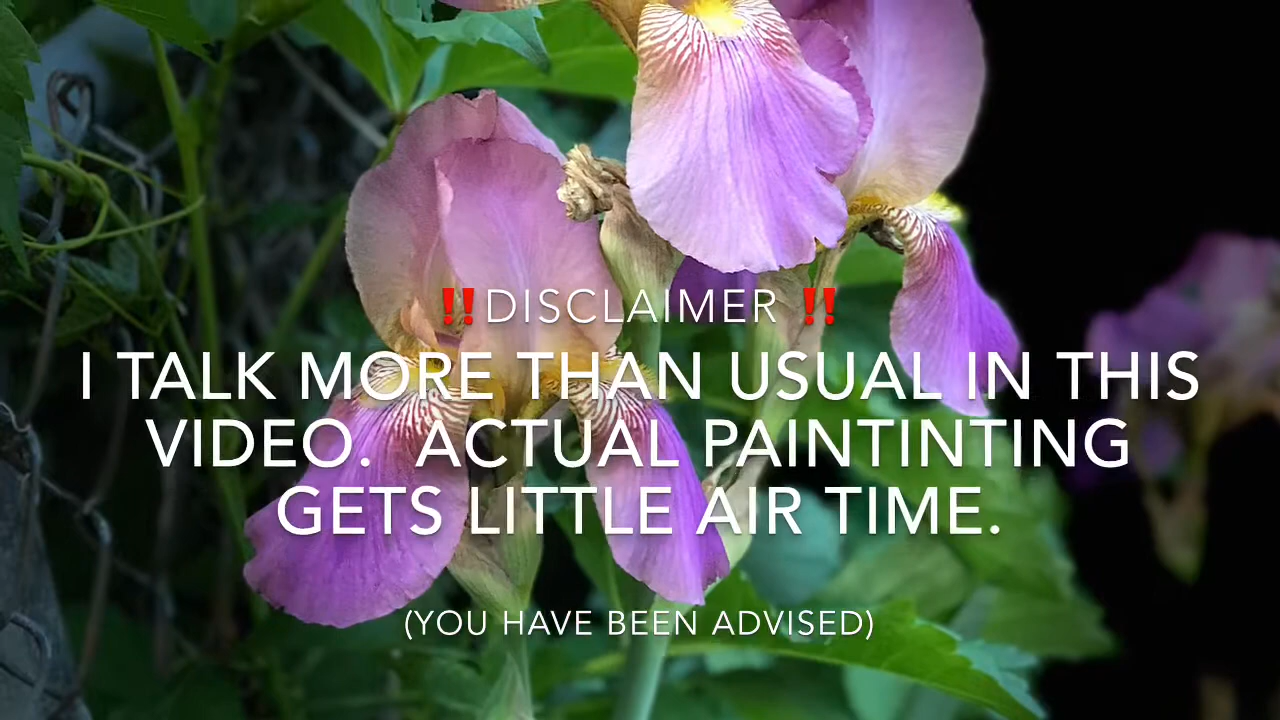 ‼️DISCLAIMER ‼️
I TALK MORE THAN USUAL IN THIS
VIDEO.  ACTUAL PAINTINTING
GETS LITTLE AIR TIME.
(YOU HAVE BEEN ADVISED)